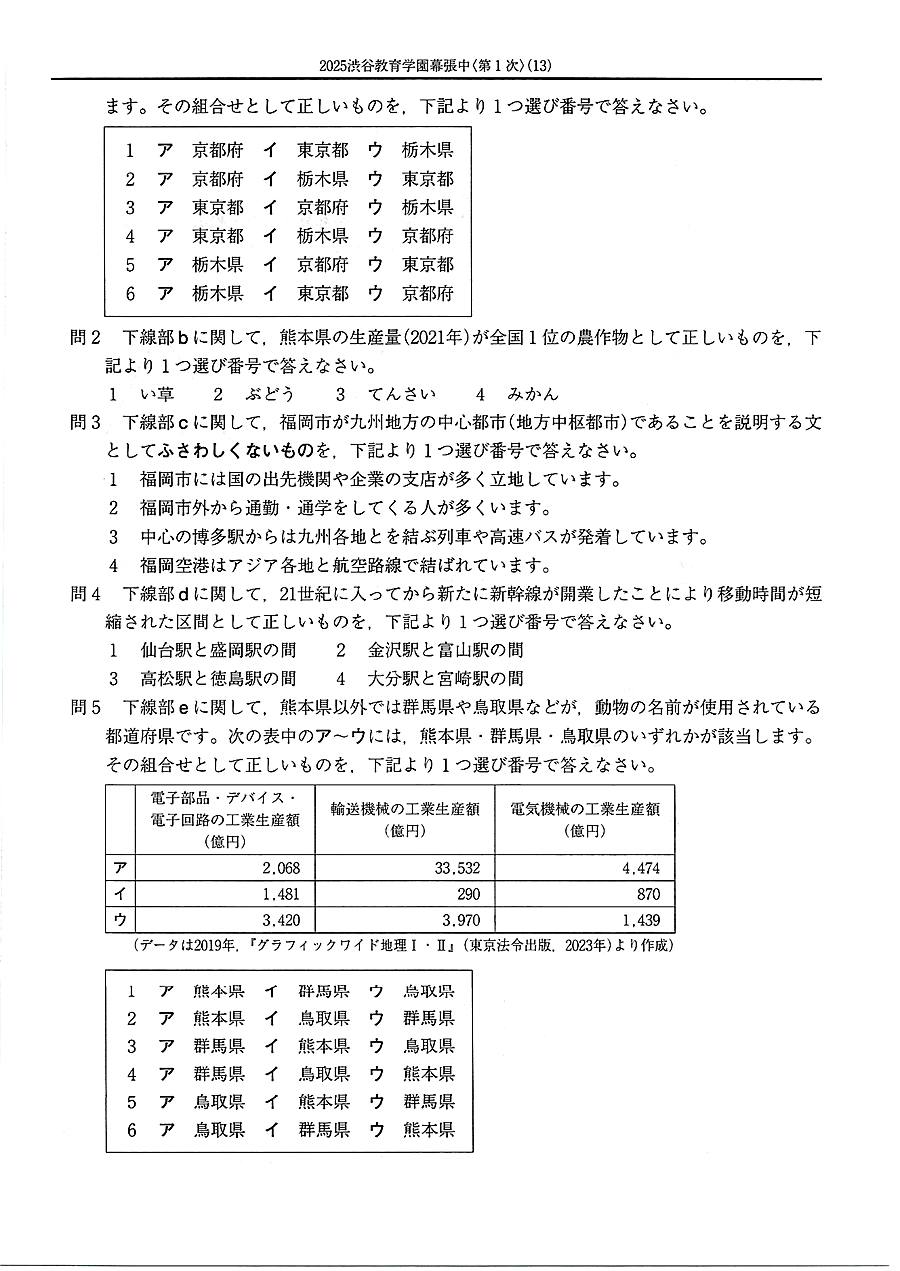 2025渋谷教育学園幕張中〈第1次〉(13)
ます。その組合せとして正しいものを，下記より1つ選び番号で答えなさい。
1 ア 京都府 イ 東京都 ウ 栃木県
2 ア 京都府 イ 栃木県 ウ 東京都
3 ア 東京都 イ 京都府 ウ 栃木県
4 ア 東京都 イ 栃木県 ウ 京都府
5 ア 栃木県 イ 京都府 ウ 東京都
6 ア 栃木県 イ 東京都 ウ 京都府
問2 下線部bに関して，熊本県の生産量(2021年)が全国1位の農作物として正しいものを，下
記より1つ選び番号で答えなさい。
1 い草 2 ぶどう 3 てんさい 4 みかん
問3 下線部cに関して，福岡市が九州地方の中心都市(地方中枢都市)であることを説明する文
としてふさわしくないものを，下記より1つ選び番号で答えなさい。
1 福岡市には国の出先機関や企業の支店が多く立地しています。
2 福岡市外から通勤・通学をしてくる人が多くいます。
3 中心の博多駅からは九州各地とを結ぶ列車や高速バスが発着しています。
4 福岡空港はアジア各地と航空路線で結ばれています。
問4 下線部dに関して，21世紀に入ってから新たに新幹線が開業したことにより移動時間が短
縮された区間として正しいものを，下記より1つ選び番号で答えなさい。
1 仙台駅と盛岡駅の間 2 金沢駅と富山駅の間
3 高松駅と徳島駅の間 4 大分駅と宮崎駅の間
問5 下線部eに関して，熊本県以外では群馬県や鳥取県などが，動物の名前が使用されている
都道府県です。次の表中のア～ウには，熊本県・群馬県・鳥取県のいずれかが該当します。
その組合せとして正しいものを，下記より1つ選び番号で答えなさい。
電子部品・デバイス・
電子回路の工業生産額
(億円)
輸送機械の工業生産額
(億円)
電気機械の工業生産額
(億円)
ア 2,068 33,532 4,474
イ 1,481 290 870
ウ 3,420 3,970 1,439
(データは2019年，『グラフィックワイド地理Ⅰ・Ⅱ』(東京法令出版，2023年)より作成)
1 ア 熊本県 イ 群馬県 ウ 鳥取県
2 ア 熊本県 イ 鳥取県 ウ 群馬県
3 ア 群馬県 イ 熊本県 ウ 鳥取県
4 ア 群馬県 イ 鳥取県 ウ 熊本県
5 ア 鳥取県 イ 熊本県 ウ 群馬県
6 ア 鳥取県 イ 群馬県 ウ 熊本県